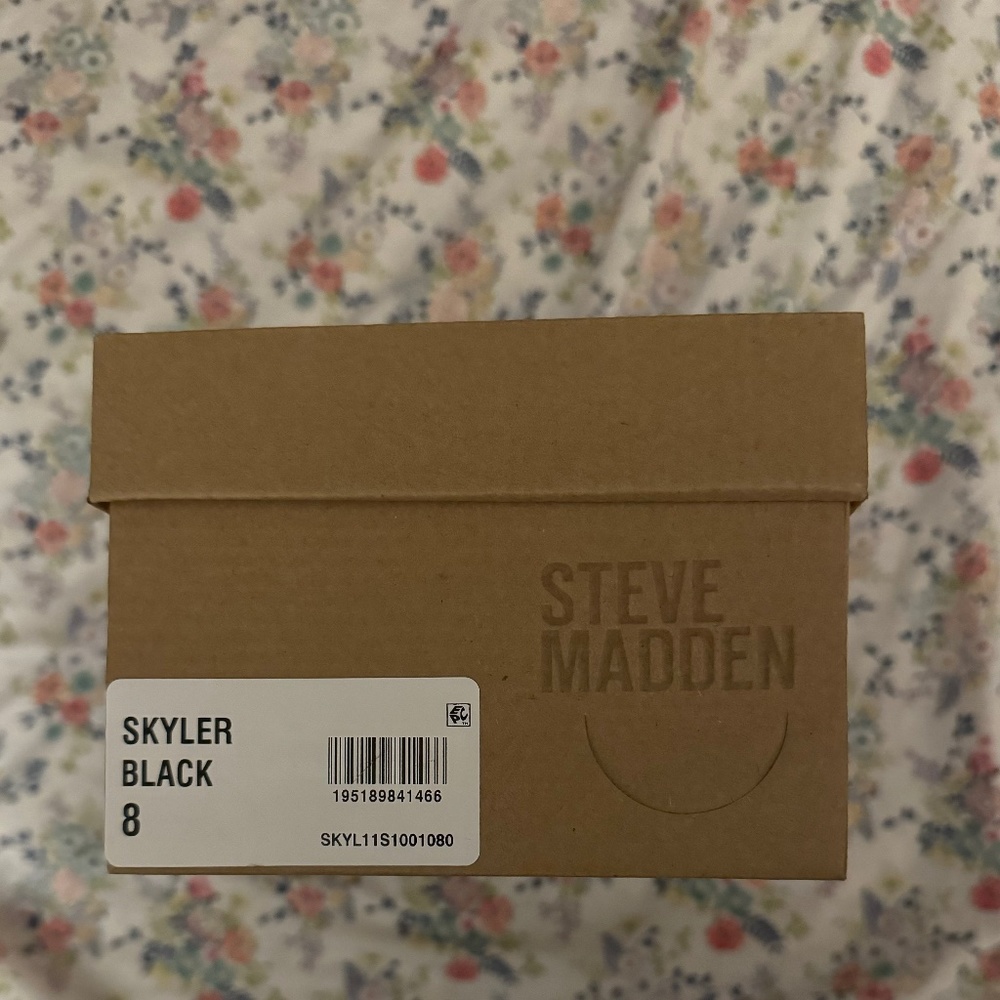 STEVE
MADDEN
SKYLER
BLACK
8
195189841466
SKYL11S1001080